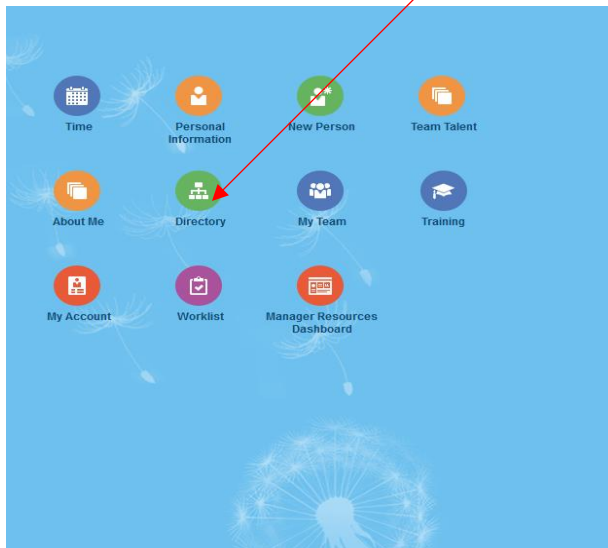 Time
Personal
Information
New Person
Team Talent
About Me
Directory
My Team
Training
My Account
Worklist
Manager Resources
Dashboard